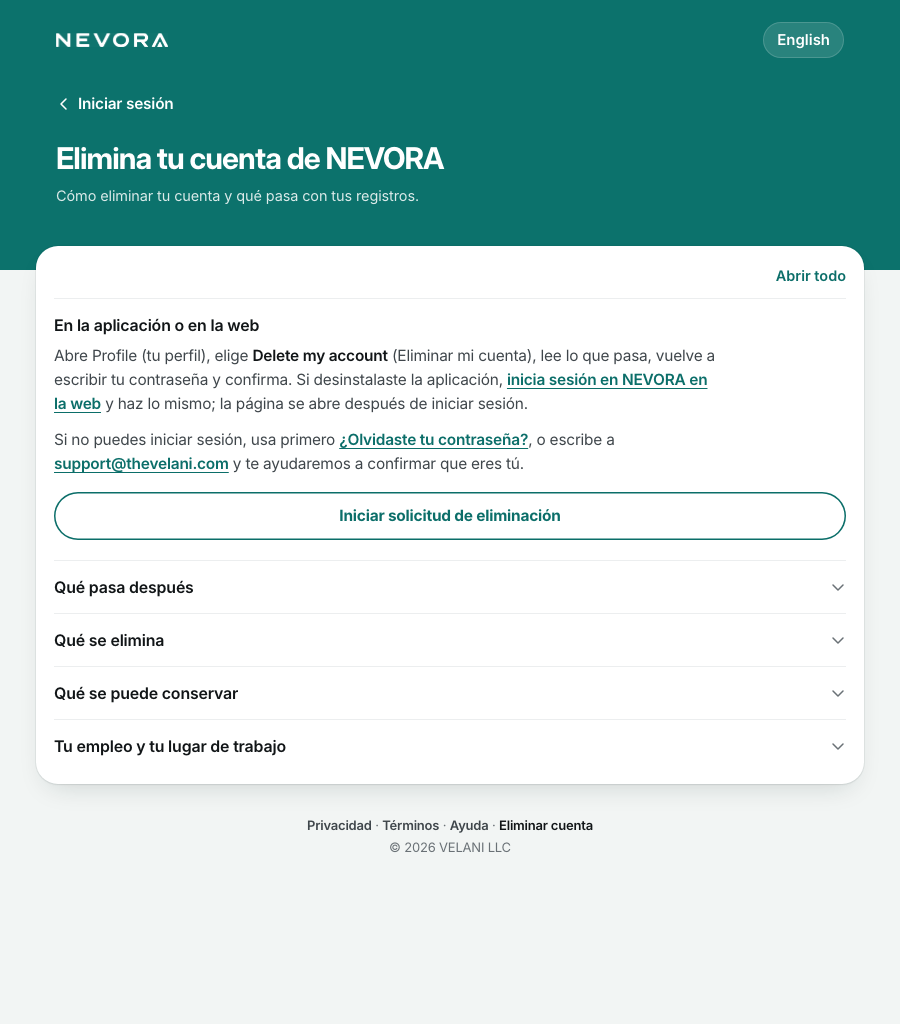 NEVORA
English
Iniciar sesión
Elimina tu cuenta de NEVORA
Cómo eliminar tu cuenta y qué pasa con tus registros.
Abrir todo
En la aplicación o en la web
Abre Profile (tu perfil), elige Delete my account (Eliminar mi cuenta), lee lo que pasa, vuelve a
escribir tu contraseña y confirma. Si desinstalaste la aplicación, inicia sesión en NEVORA en
la web y haz lo mismo; la página se abre después de iniciar sesión.
Si no puedes iniciar sesión, usa primero ¿Olvidaste tu contraseña?, o escribe a
support@thevelani.com y te ayudaremos a confirmar que eres tú.
Iniciar solicitud de eliminación
Qué pasa después
Qué se elimina
Qué se puede conservar
Tu empleo y tu lugar de trabajo
Privacidad · Términos · Ayuda · Eliminar cuenta
© 2026 VELANI LLC